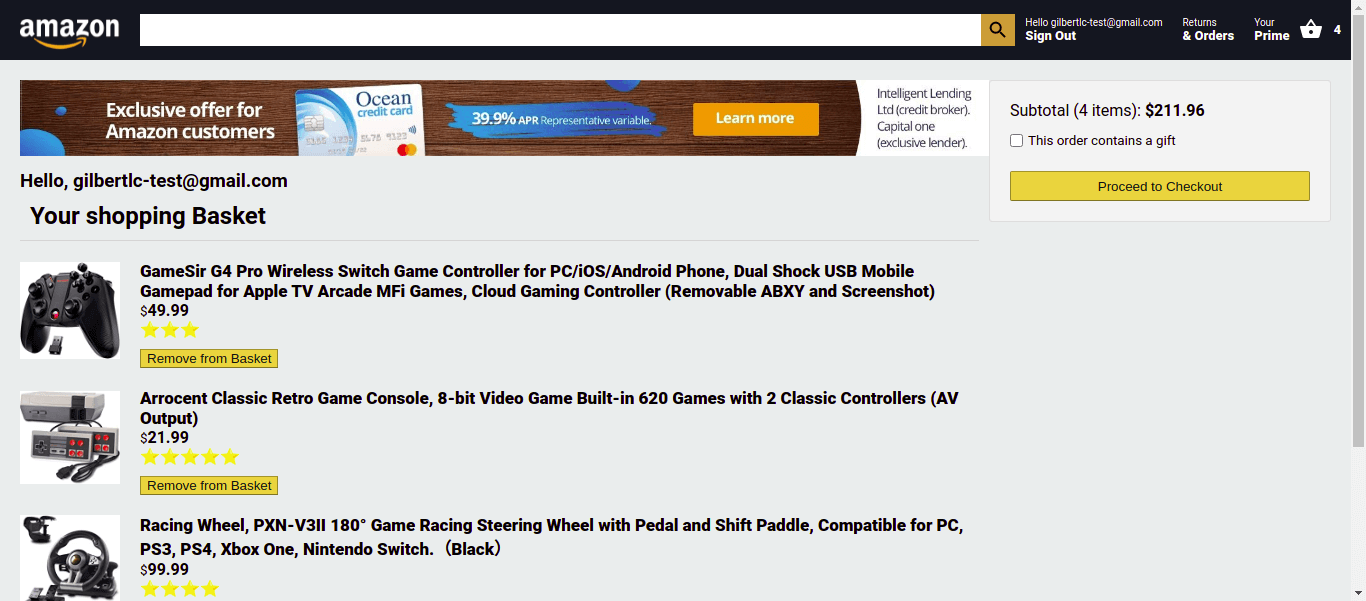 amazon
Hello gilbertlc-test@gmail.com
Sign Out
Returns
& Orders
Your
Prime
4
Exclusive offer for
Amazon customers
Ocean
credit card
39.9% APR Representative variable.
Learn more
Intelligent Lending
Ltd (credit broker).
Capital one
(exclusive lender).
Subtotal (4 items): $211.96
This order contains a gift
Proceed to Checkout
Hello, gilbertlc-test@gmail.com
Your shopping Basket
GameSir G4 Pro Wireless Switch Game Controller for PC/iOS/Android Phone, Dual Shock USB Mobile
Gamepad for Apple TV Arcade MFi Games, Cloud Gaming Controller (Removable ABXY and Screenshot)
$49.99
Remove from Basket
Arrocent Classic Retro Game Console, 8-bit Video Game Built-in 620 Games with 2 Classic Controllers (AV
Output)
$21.99
Remove from Basket
Racing Wheel, PXN-V3II 180° Game Racing Steering Wheel with Pedal and Shift Paddle, Compatible for PC,
PS3, PS4, Xbox One, Nintendo Switch.（Black）
$99.99